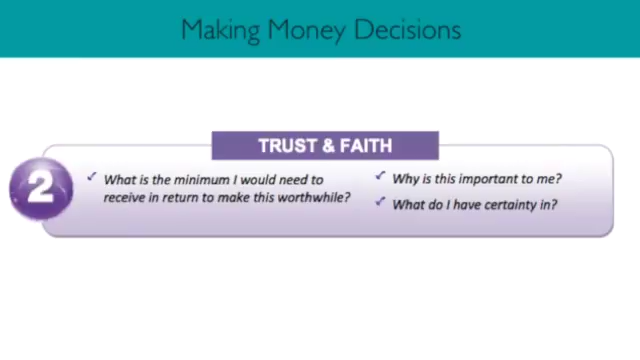 Making Money Decisions
TRUST & FAITH
2
✓ What is the minimum I would need to
receive in return to make this worthwhile?
✓ Why is this important to me?
✓ What do I have certainty in?